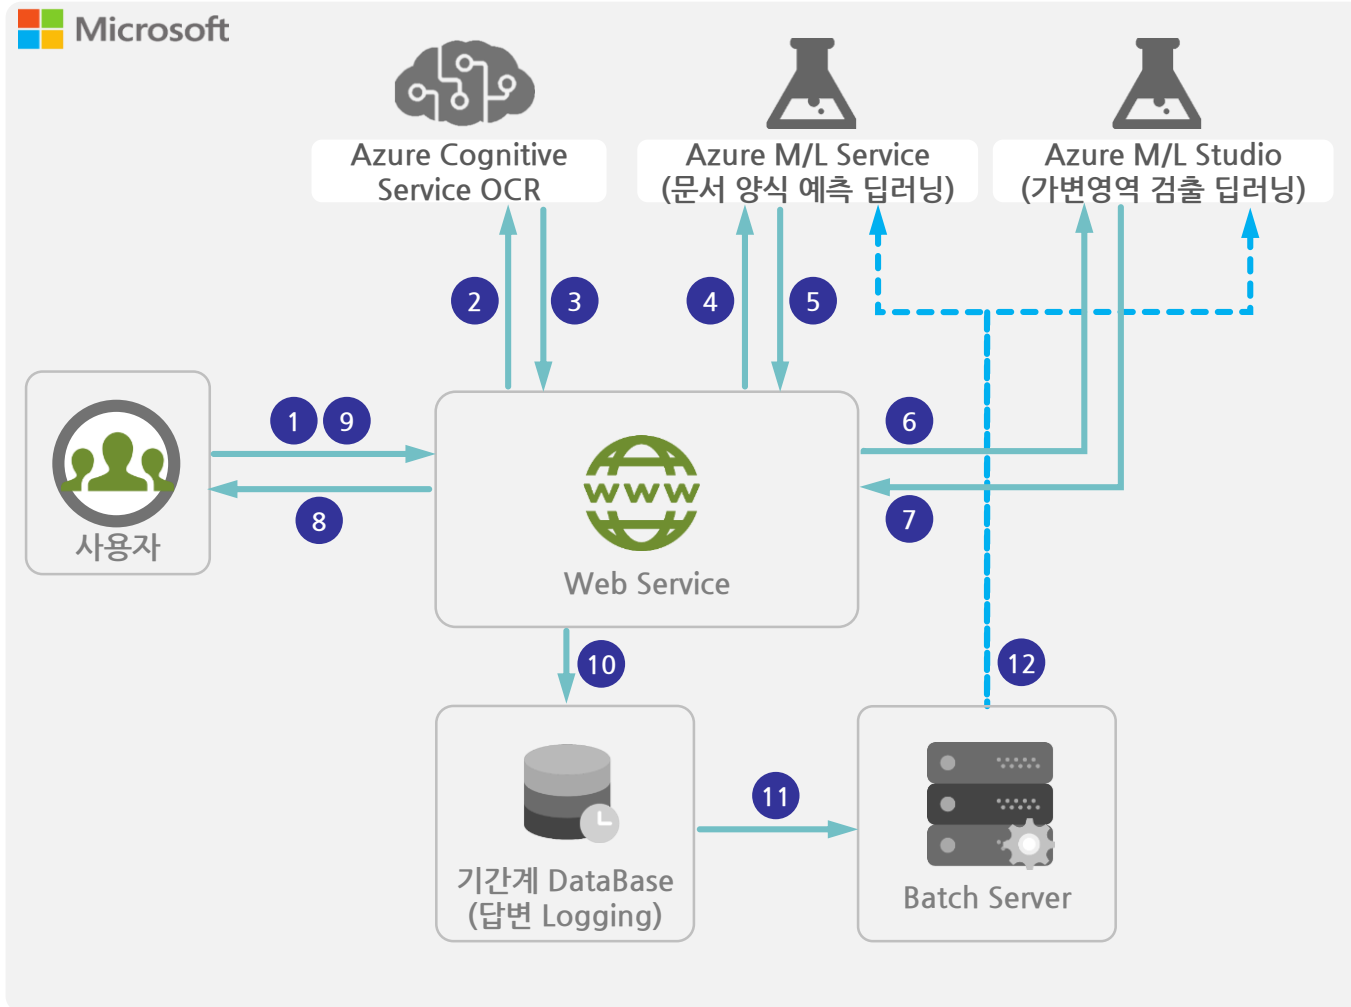 Microsoft
Azure Cognitive
Service OCR
Azure M/L Service
(문서 양식 예측 딥러닝)
Azure M/L Studio
(가변영역 검출 딥러닝)
2
3
4
5
1
9
6
8
7
사용자
www
Web Service
10
12
11
기간계 DataBase
(답변 Logging)
Batch Server